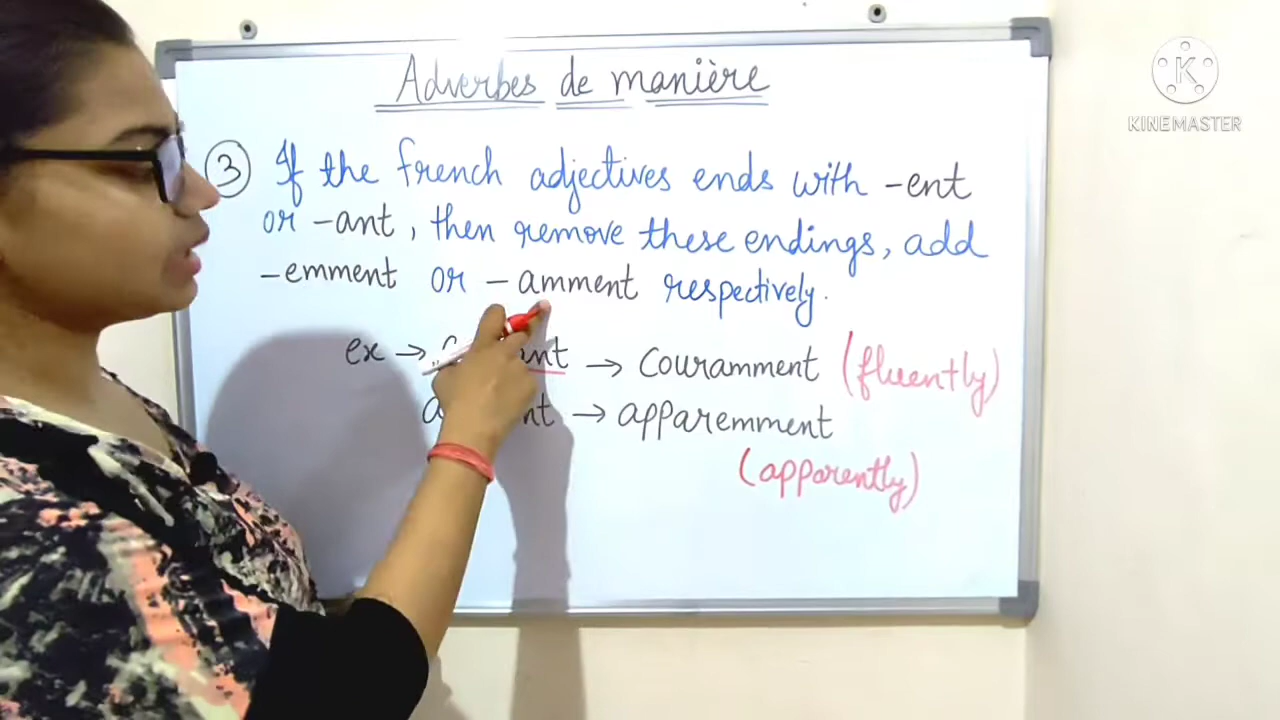 Adverbes de manière
③ If the french adjectives ends with -ent
or -ant, then remove these endings, add
-emment or -amment respectively.
ex → → Couramment (fluently)
→ apparemment
(apparently)
KINEMASTER